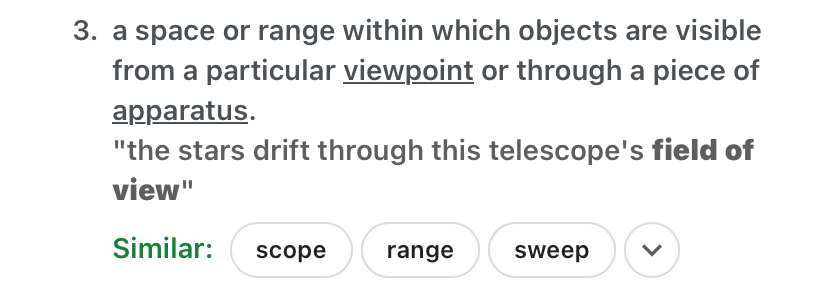 3. a space or range within which objects are visible
from a particular viewpoint or through a piece of
apparatus.
"the stars drift through this telescope's field of
view"
Similar: scope range sweep